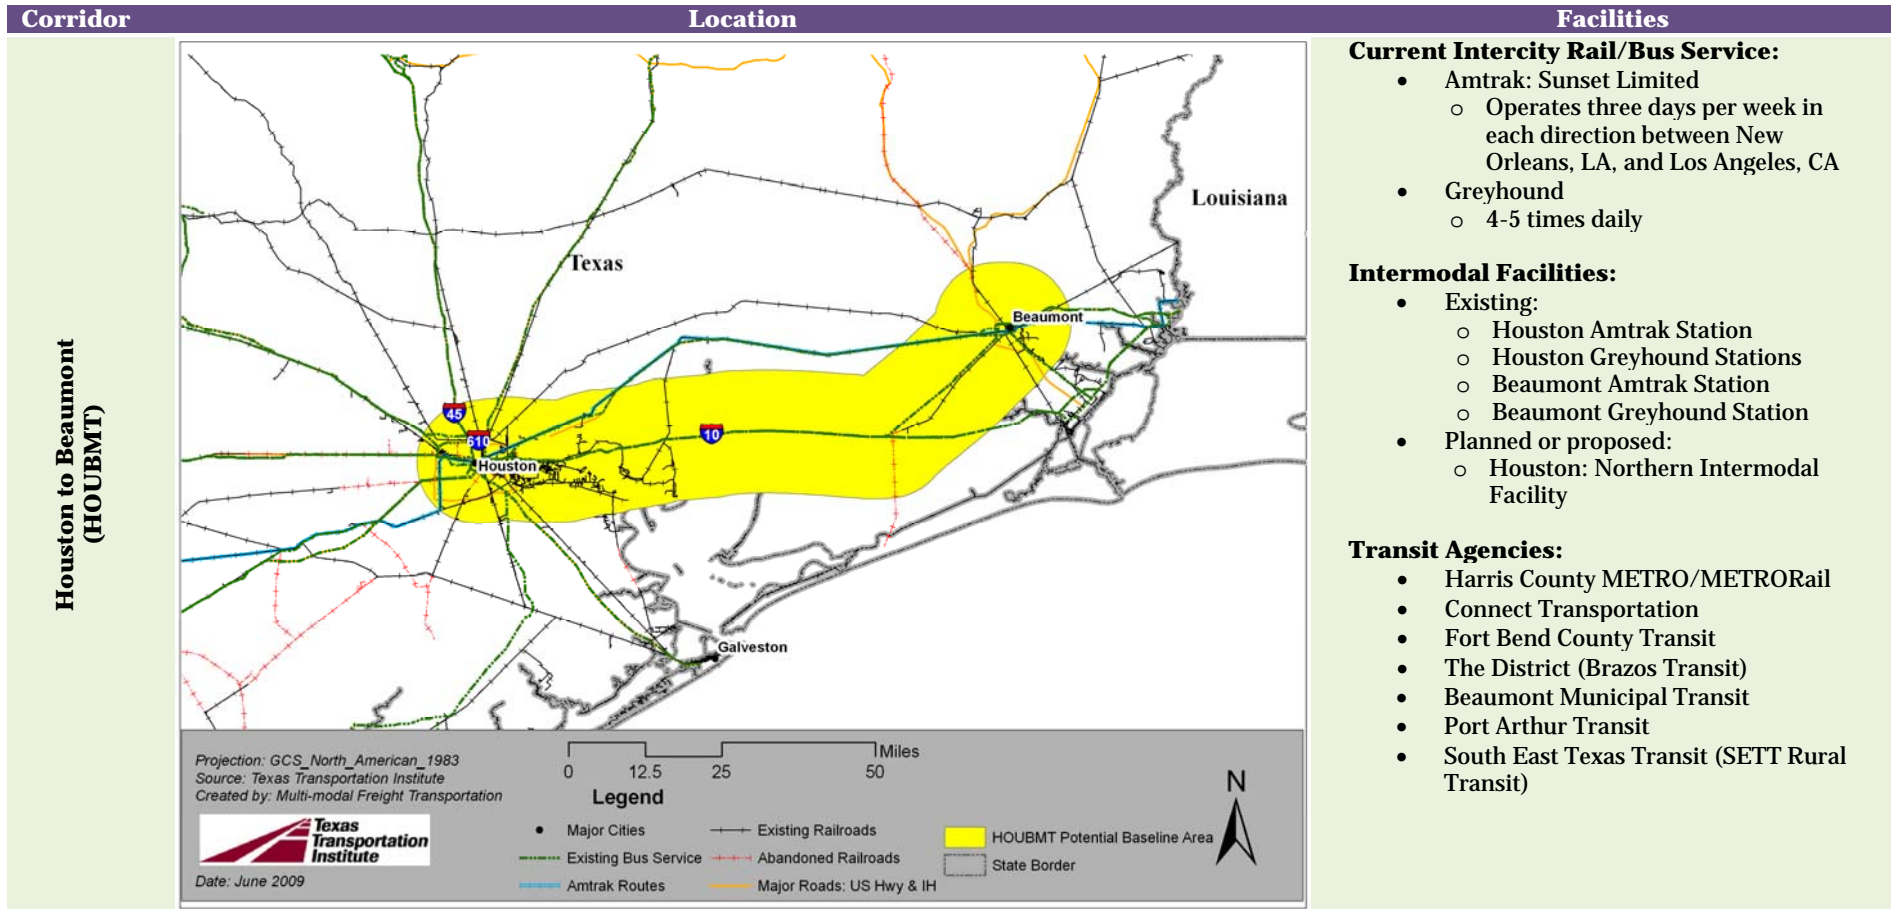 Corridor
Location
Facilities
Houston to Beaumont
(HOUBMT)
Louisiana
Texas
Beaumont
45
610
10
Houston
Galveston
Projection: GCS_North_American_1983
Source: Texas Transportation Institute
Created by: Multi-modal Freight Transportation
Texas
Transportation
Institute
Date: June 2009
Miles
0 12.5 25 50
Legend
Major Cities
Existing Bus Service
Amtrak Routes
Existing Railroads
Abandoned Railroads
Major Roads: US Hwy & IH
HOUBMT Potential Baseline Area
State Border
N
Current Intercity Rail/Bus Service:
• Amtrak: Sunset Limited
o Operates three days per week in
each direction between New
Orleans, LA, and Los Angeles, CA
• Greyhound
o 4-5 times daily
Intermodal Facilities:
• Existing:
o Houston Amtrak Station
o Houston Greyhound Stations
o Beaumont Amtrak Station
o Beaumont Greyhound Station
• Planned or proposed:
o Houston: Northern Intermodal
Facility
Transit Agencies:
• Harris County METRO/METRORail
• Connect Transportation
• Fort Bend County Transit
• The District (Brazos Transit)
• Beaumont Municipal Transit
• Port Arthur Transit
• South East Texas Transit (SETT Rural
Transit)